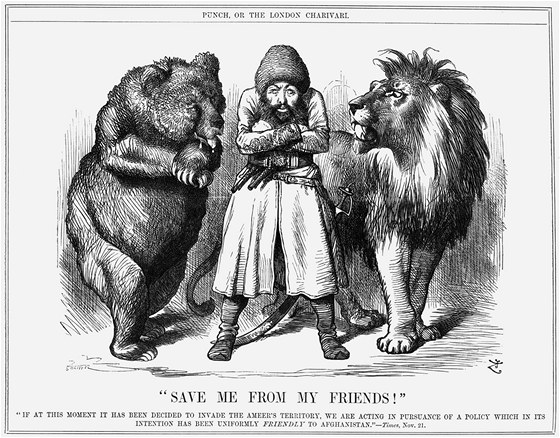 PUNCH, OR THE LONDON CHARIVARI.
SWAIN
"SAVE ME FROM MY FRIENDS!"
"IF AT THIS MOMENT IT HAS BEEN DECIDED TO INVADE THE AMEER'S TERRITORY, WE ARE ACTING IN PURSUANCE OF A POLICY WHICH IN ITS
INTENTION HAS BEEN UNIFORMLY FRIENDLY TO AFGHANISTAN."—Times, Nov. 21.